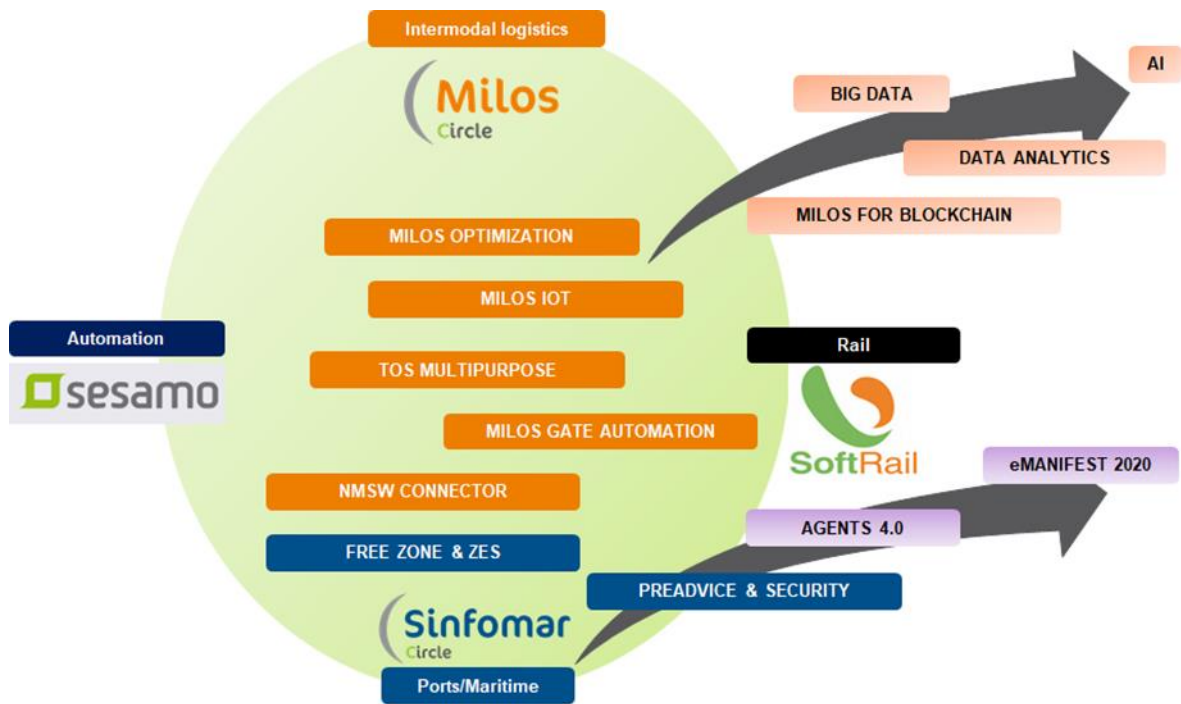 Intermodal logistics
Milos
Circle
BIG DATA
AI
DATA ANALYTICS
MILOS FOR BLOCKCHAIN
MILOS OPTIMIZATION
MILOS IOT
Automation
sesamo
Rail
SoftRail
TOS MULTIPURPOSE
MILOS GATE AUTOMATION
eMANIFEST 2020
NMSW CONNECTOR
AGENTS 4.0
FREE ZONE & ZES
PREADVICE & SECURITY
Sinfomar
Circle
Ports/Maritime